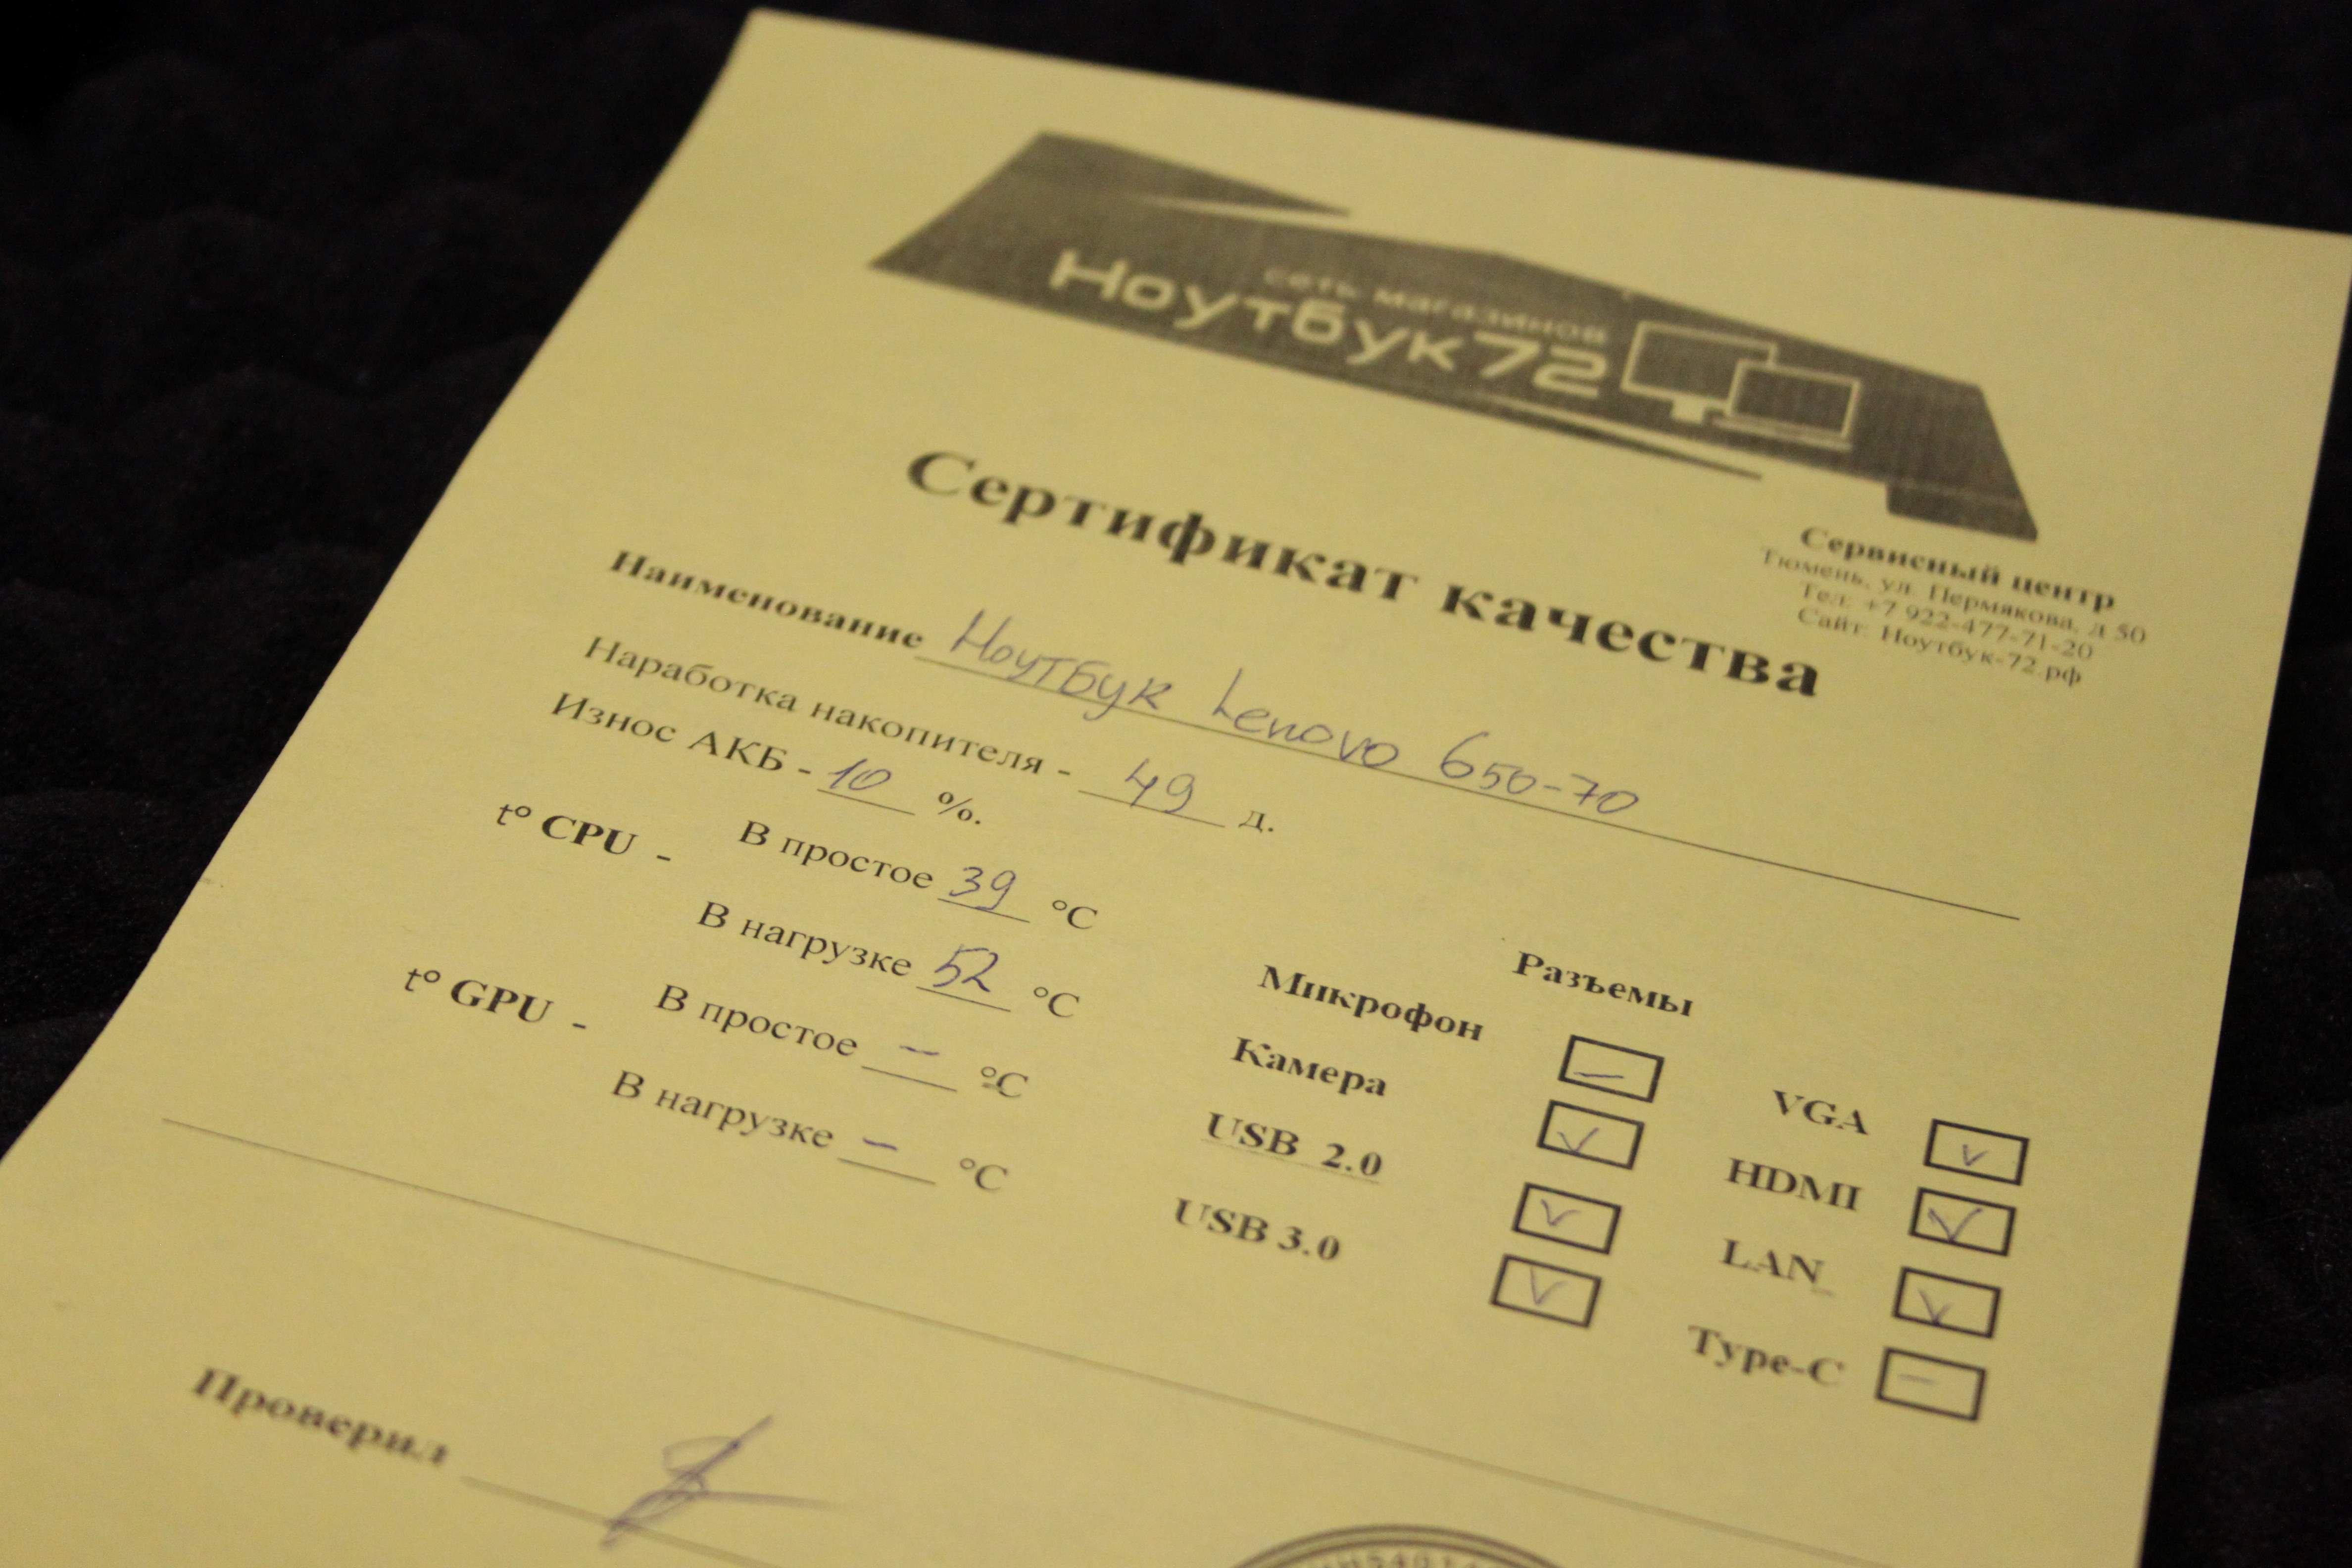 сеть магазинов
Ноутбук72
Сертификат качества
Сервисный центр
Тюмень, ул. Пермякова, д 50
Тел: +7 922-477-71-20
Сайт: Ноутбук-72.рф
Наименование Ноутбук Lenovo G50-70
Наработка накопителя - 49 д.
Износ АКБ - 10 %.
t° CPU - В простое 39 °C
В нагрузке 52 °C
t° GPU - В простое – °C
В нагрузке – °C
Разъемы
Микрофон –
Камера ✓
USB 2.0 ✓
USB 3.0 ✓
VGA ✓
HDMI ✓
LAN ✓
Type-C –
Проверил